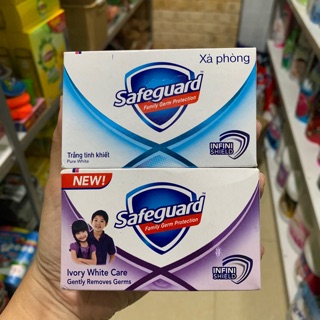 Xà phòng
Safeguard
Family Germ Protection
Trắng tinh khiết
Pure White
INFINI
SHIELD
NEW!
Safeguard
Family Germ Protection
Ivory White Care
Gently Removes Germs
INFINI
SHIELD